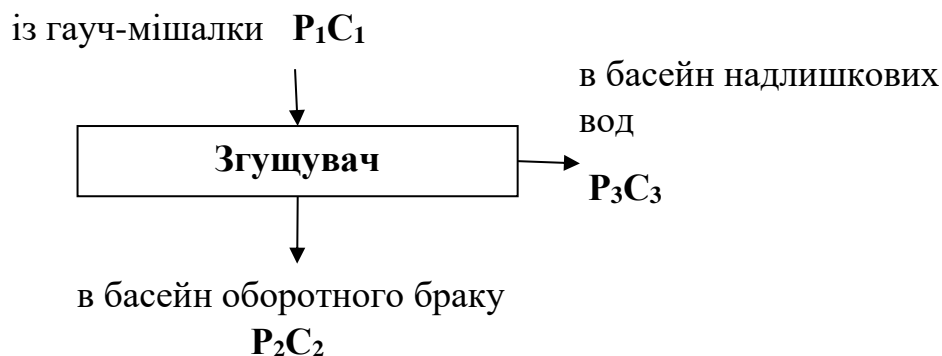 із гауч-мішалки P₁C₁
в басейн надлишкових
вод
Згущувач
P₃C₃
в басейн оборотного браку
P₂C₂